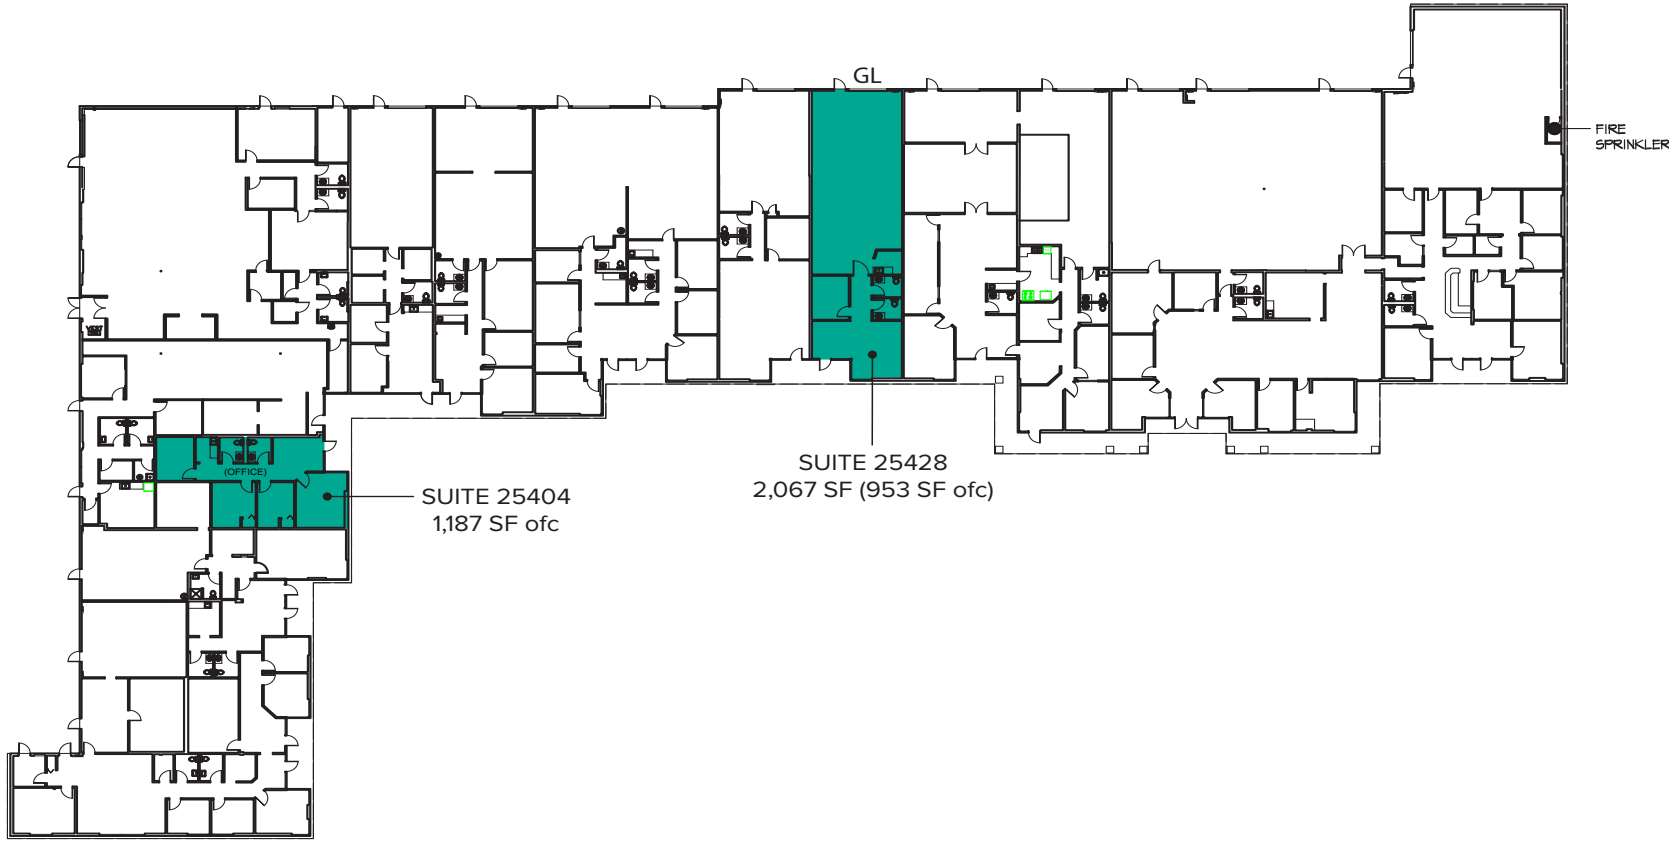 GL
FIRE
SPRINKLER
SUITE 25428
2,067 SF (953 SF ofc)
(OFFICE)
SUITE 25404
1,187 SF ofc